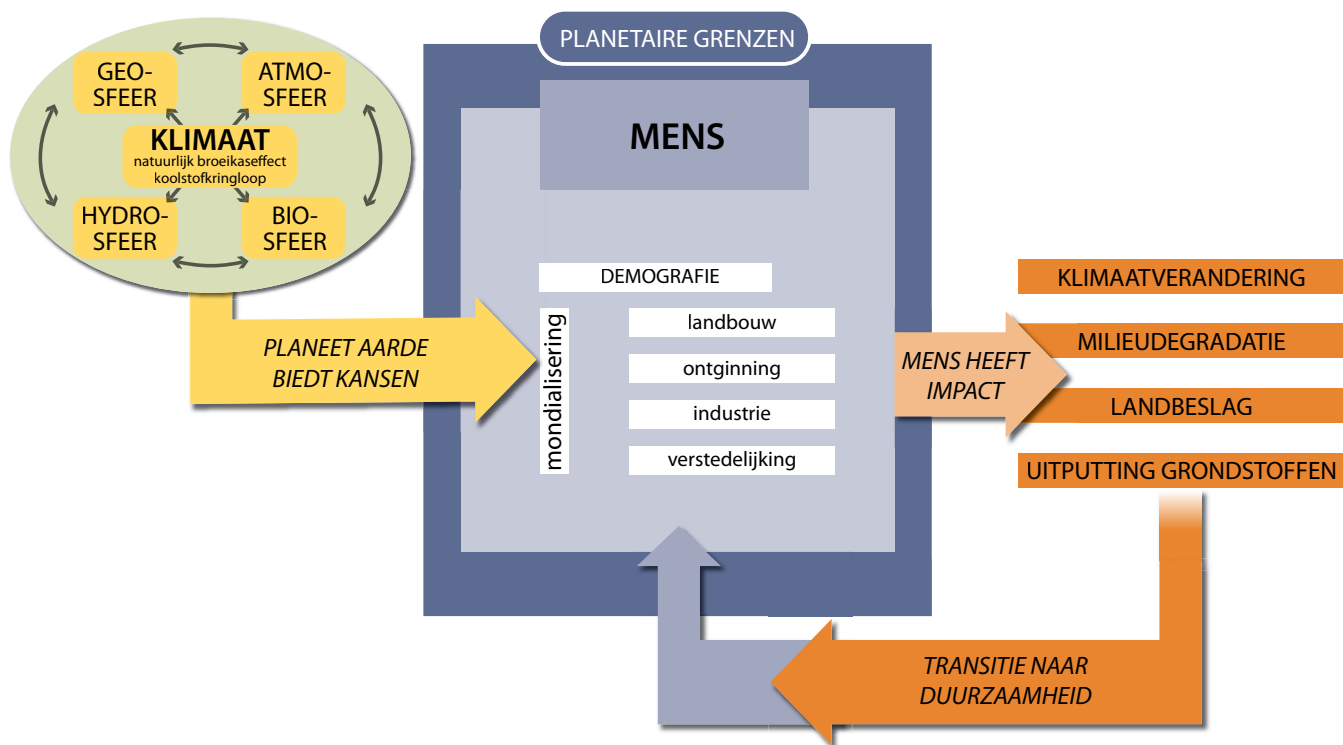 GEO-
SFEER
ATMO-
SFEER
KLIMAAT
natuurlijk broeikaseffect
koolstofkringloop
HYDRO-
SFEER
BIO-
SFEER
PLANEET AARDE
BIEDT KANSEN
PLANETAIRE GRENZEN
MENS
DEMOGRAFIE
mondialisering
landbouw
ontginning
industrie
verstedelijking
MENS HEEFT
IMPACT
KLIMAATVERANDERING
MILIEUDEGRADATIE
LANDBESLAG
UITPUTTING GRONDSTOFFEN
TRANSITIE NAAR
DUURZAAMHEID